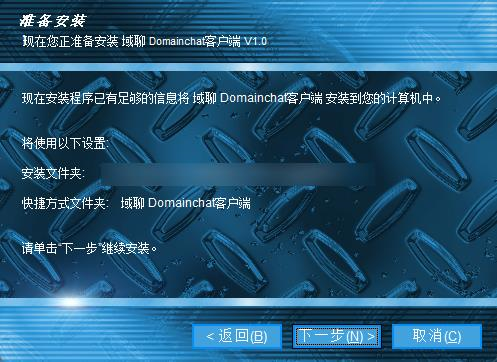 准备安装
现在您正准备安装 域聊 Domainchat客户端 V1.0
现在安装程序已有足够的信息将 域聊 Domainchat客户端 安装到您的计算机中。
将使用以下设置:
安装文件夹:
快捷方式文件夹: 域聊 Domainchat客户端
请单击“下一步”继续安装。
< 返回(B) 下一步(N) > 取消(C)